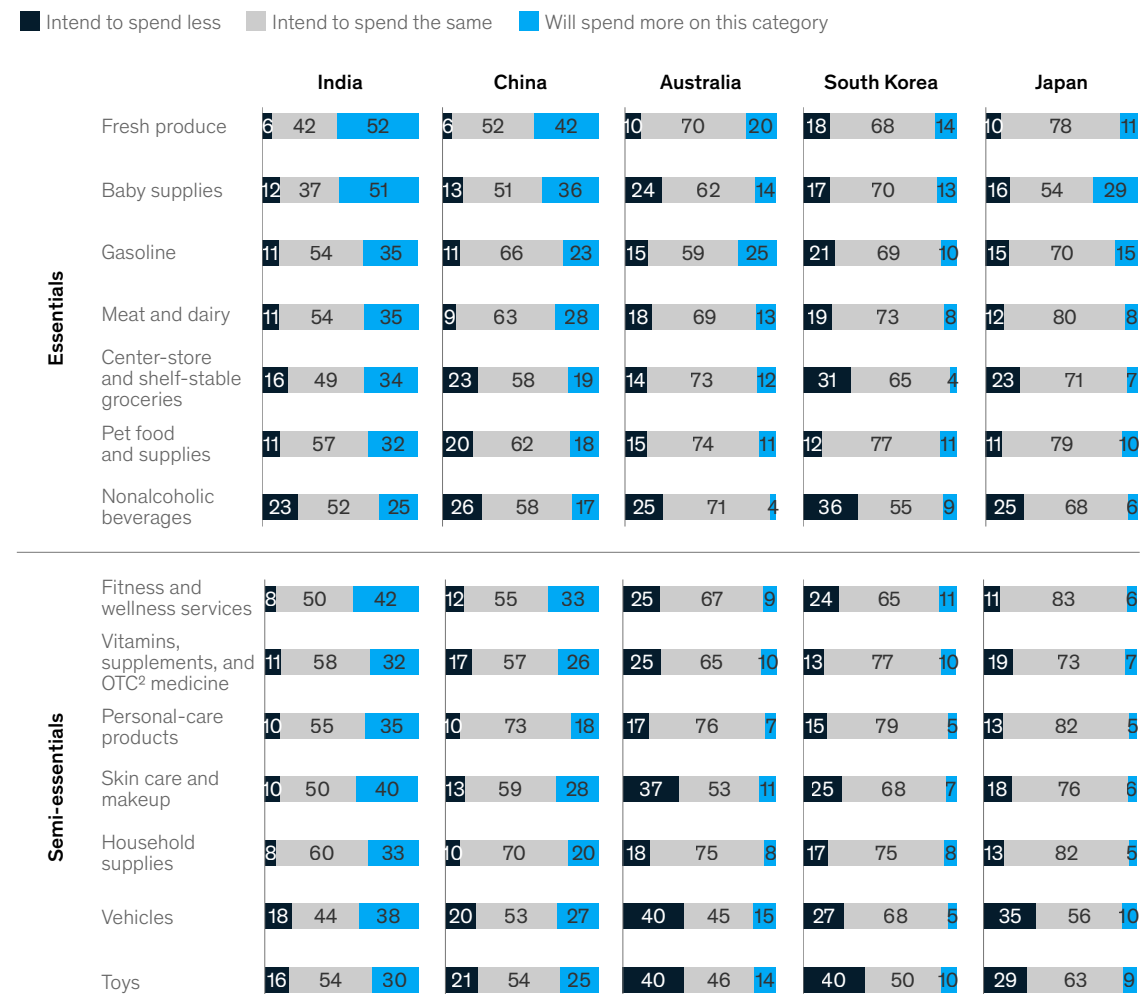 Intend to spend less Intend to spend the same Will spend more on this category
India China Australia South Korea Japan
Essentials
Fresh produce 6 42 52 6 52 42 10 70 20 18 68 14 10 78 11
Baby supplies 12 37 51 13 51 36 24 62 14 17 70 13 16 54 29
Gasoline 11 54 35 11 66 23 15 59 25 21 69 10 15 70 15
Meat and dairy 11 54 35 9 63 28 18 69 13 19 73 8 12 80 8
Center-store
and shelf-stable
groceries
16 49 34 23 58 19 14 73 12 31 65 4 23 71 7
Pet food
and supplies
11 57 32 20 62 18 15 74 11 12 77 11 11 79 10
Nonalcoholic
beverages
23 52 25 26 58 17 25 71 4 36 55 9 25 68 6
Semi-essentials
Fitness and
wellness services
8 50 42 12 55 33 25 67 9 24 65 11 11 83 6
Vitamins,
supplements, and
OTC² medicine
11 58 32 17 57 26 25 65 10 13 77 10 19 73 7
Personal-care
products
10 55 35 10 73 18 17 76 7 15 79 5 13 82 5
Skin care and
makeup
10 50 40 13 59 28 37 53 11 25 68 7 18 76 6
Household
supplies
8 60 33 10 70 20 18 75 8 17 75 8 13 82 5
Vehicles 18 44 38 20 53 27 40 45 15 27 68 5 35 56 10
Toys 16 54 30 21 54 25 40 46 14 40 50 10 29 63 9